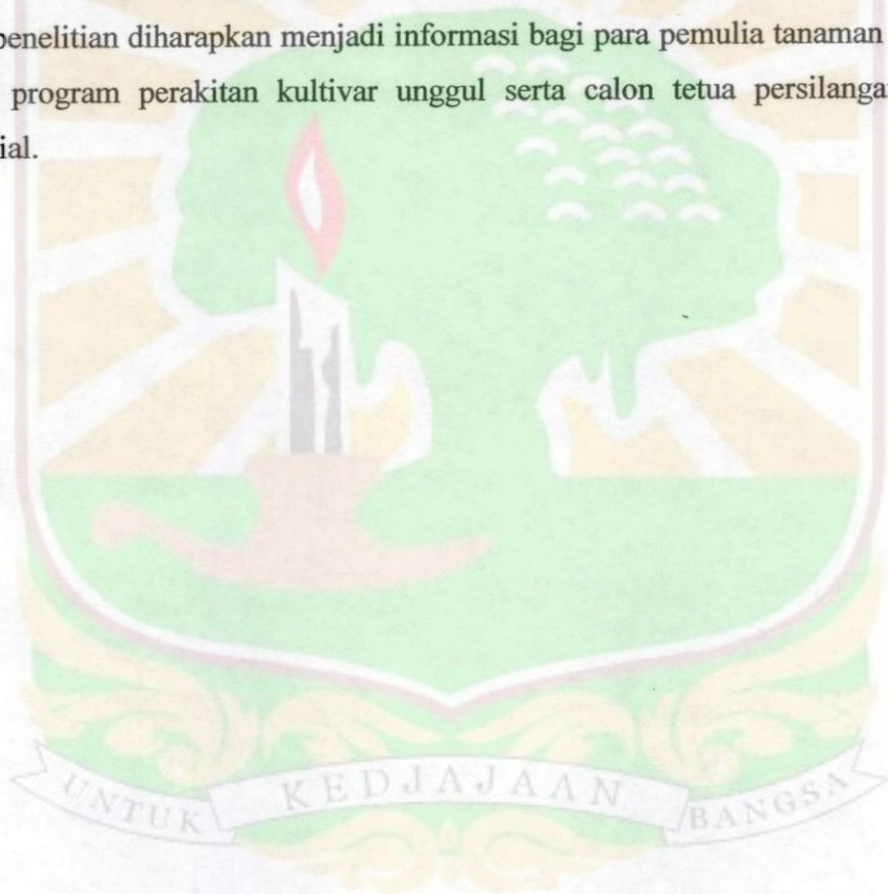 penelitian diharapkan menjadi informasi bagi para pemulia tanaman
program perakitan kultivar unggul serta calon tetua persilangan
ial.
UNTUK KEDJAJAAN BANGSA